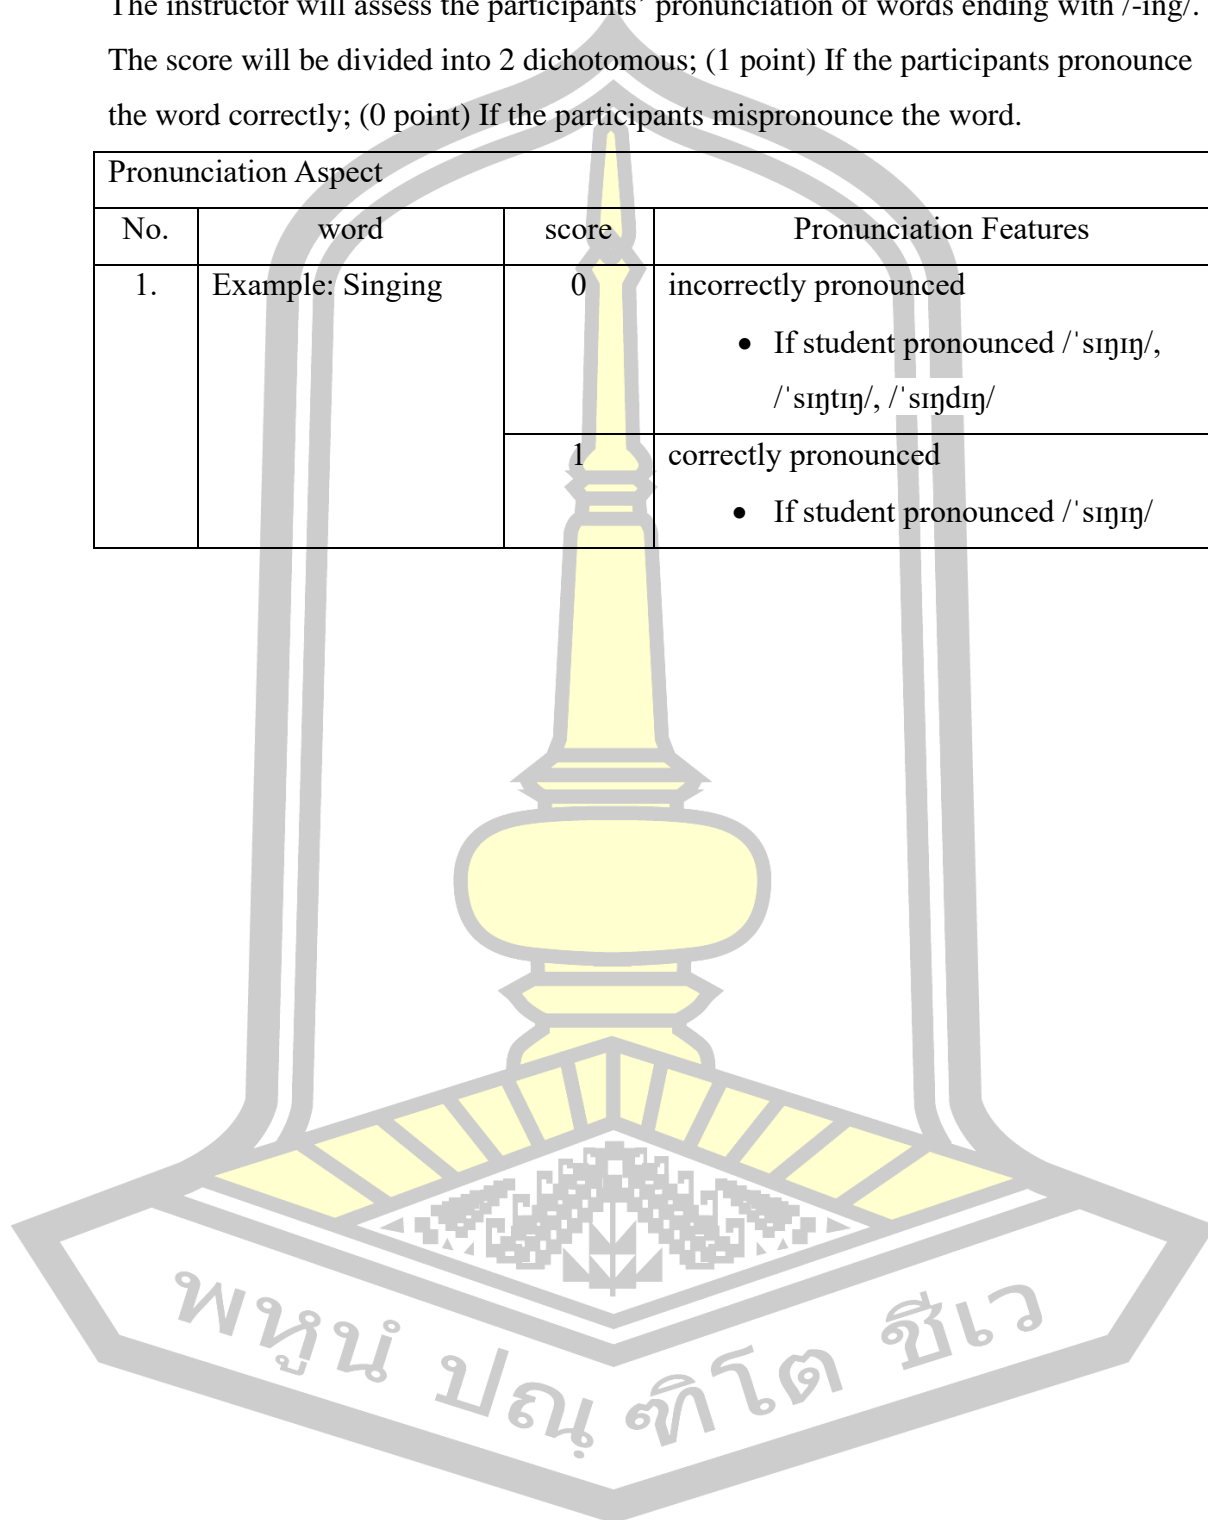 The instructor will assess the participants’ pronunciation of words ending with /-ing/.
The score will be divided into 2 dichotomous; (1 point) If the participants pronounce
the word correctly; (0 point) If the participants mispronounce the word.
Pronunciation Aspect
No. word score Pronunciation Features
1. Example: Singing 0 incorrectly pronounced
• If student pronounced /ˈsɪŋɪŋ/,
/ˈsɪŋtɪŋ/, /ˈsɪŋdɪŋ/
1 correctly pronounced
• If student pronounced /ˈsɪŋɪŋ/
พหูนํ ปณฺฑิโต ชีเว